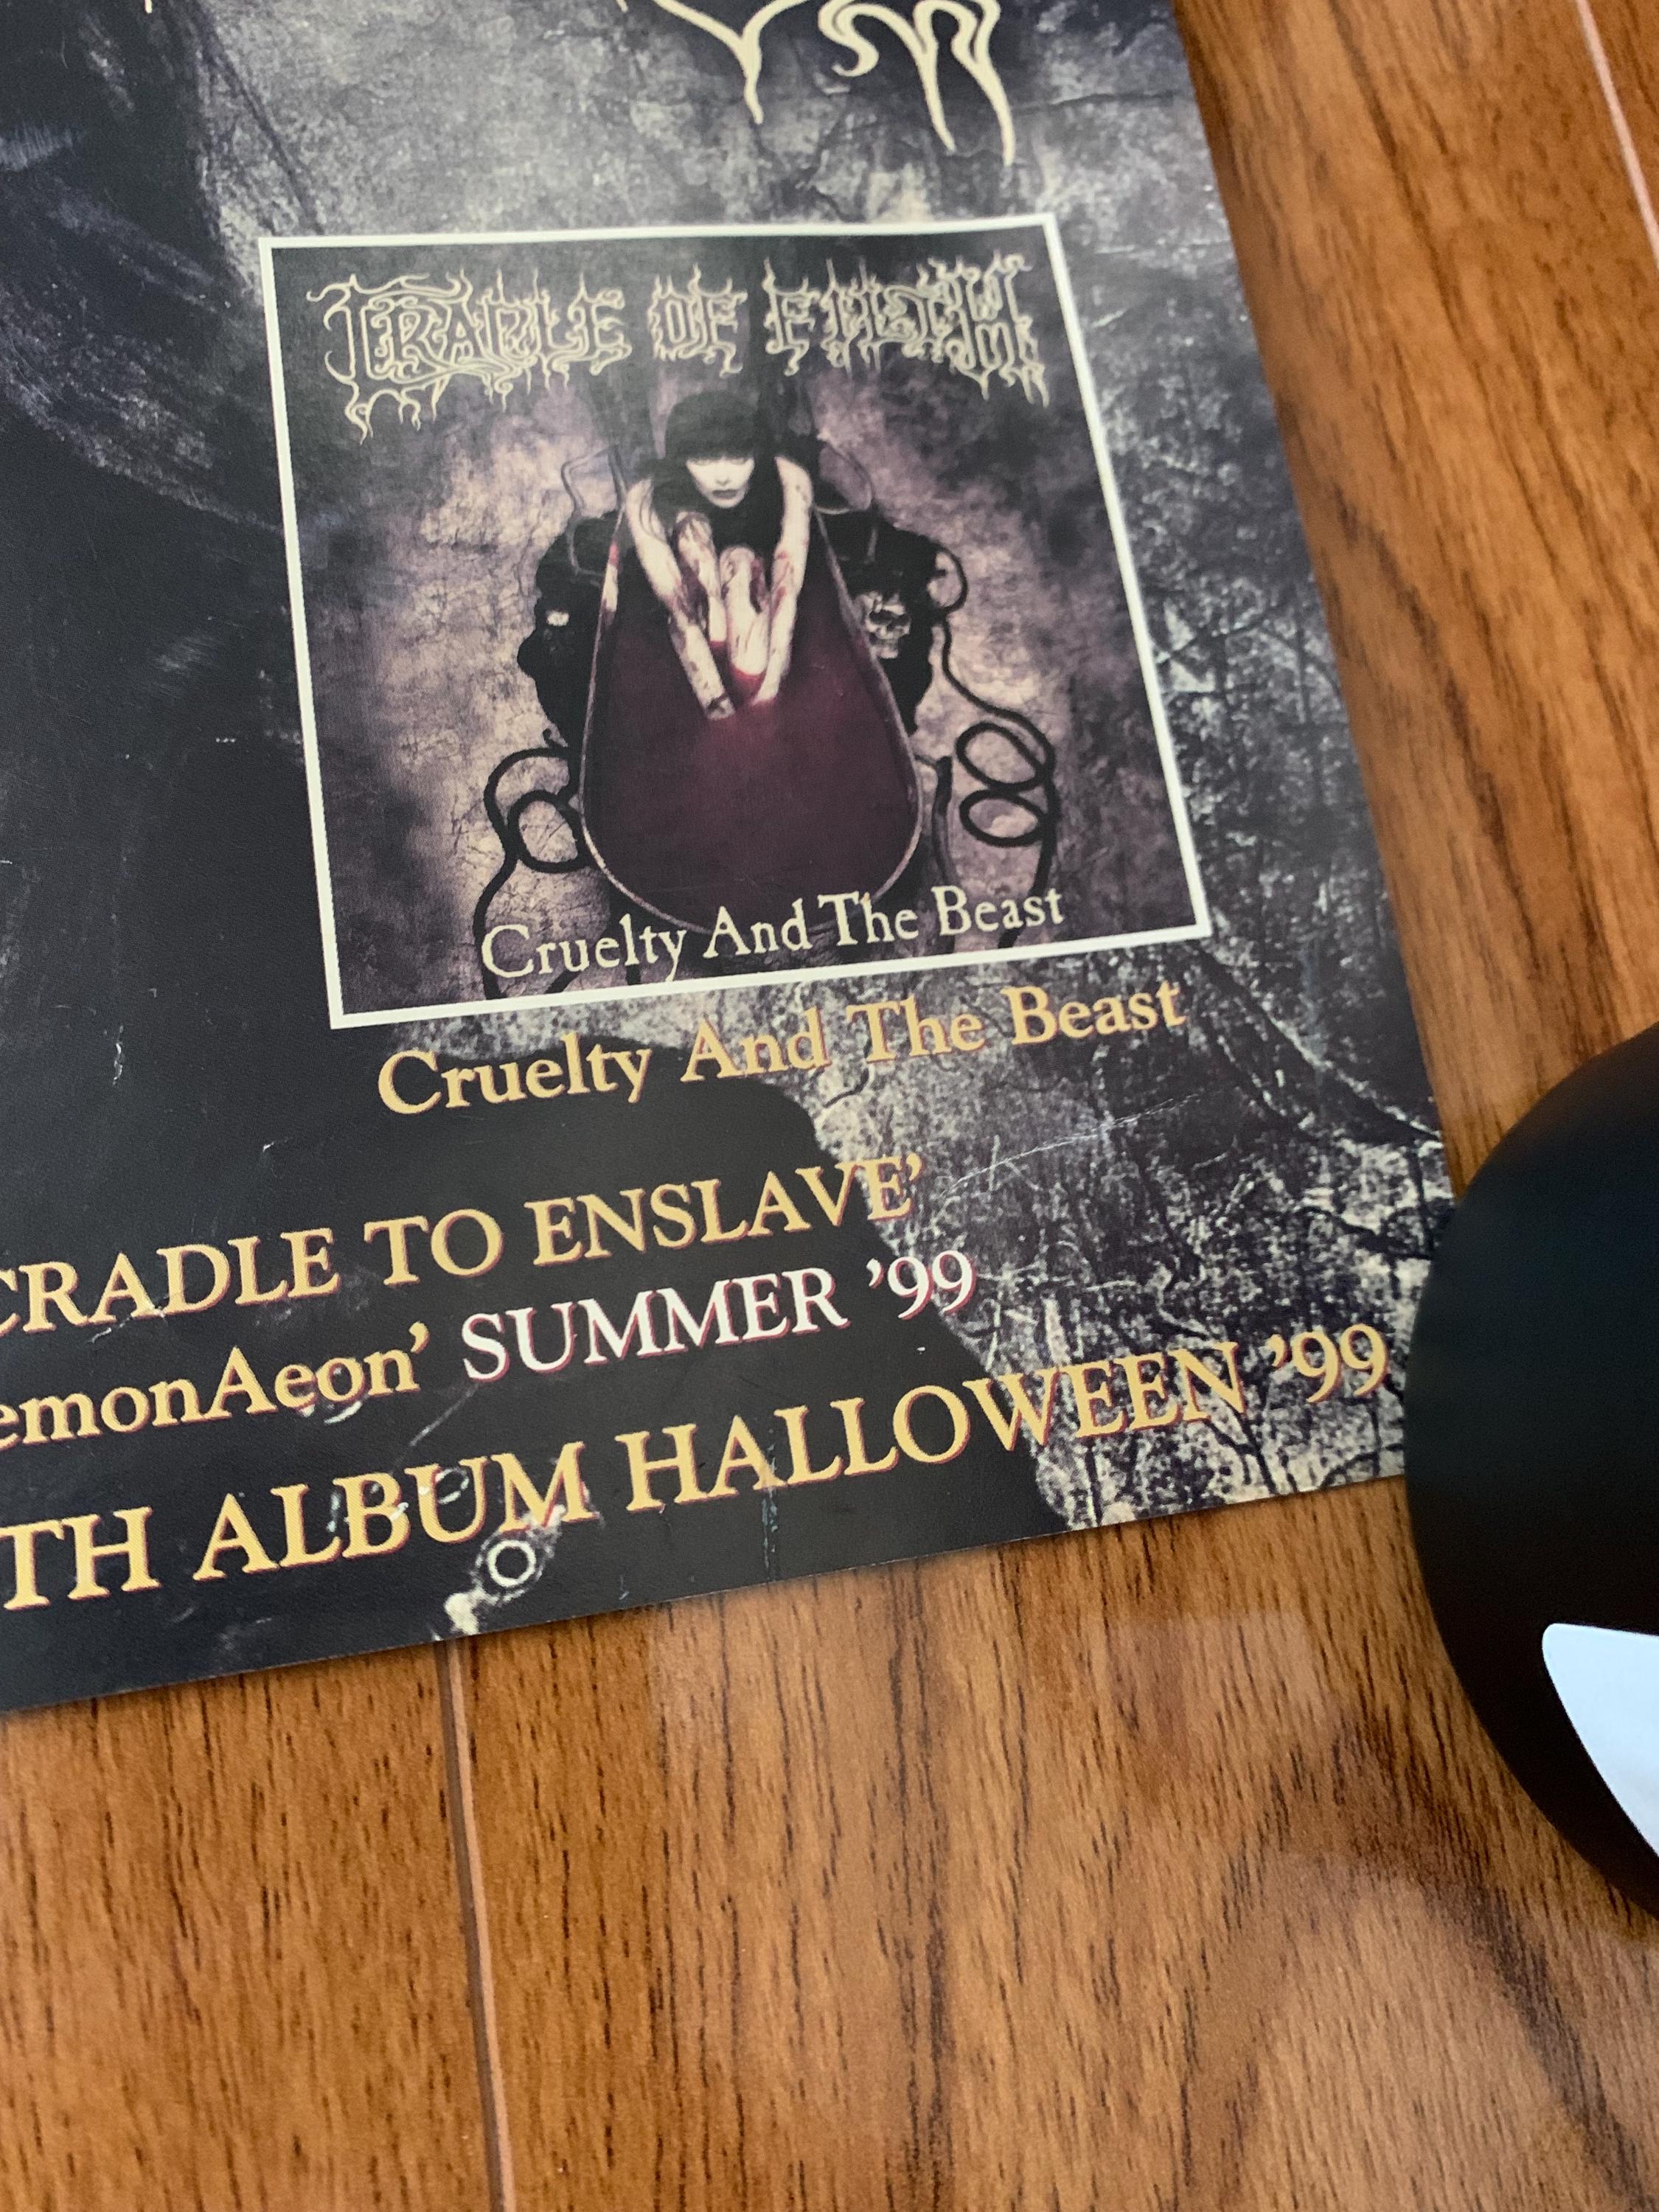 CRADLE OF FILTH
Cruelty And The Beast
Cruelty And The Beast
CRADLE TO ENSLAVE'
emonAeon' SUMMER '99
TH ALBUM HALLOWEEN '99